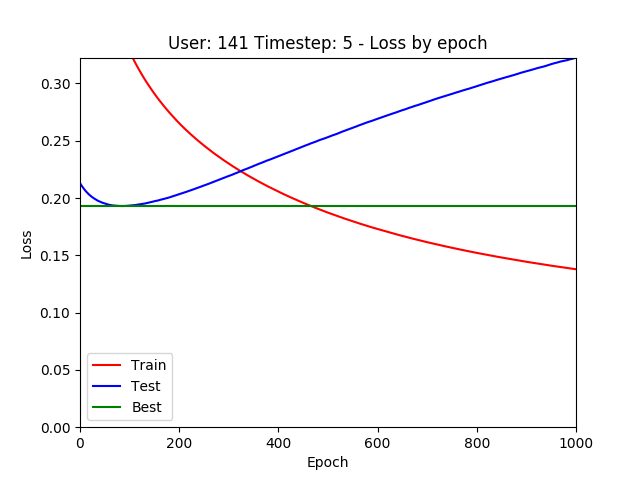 User: 141 Timestep: 5 - Loss by epoch
Loss
0.30
0.25
0.20
0.15
0.10
0.05
0.00
Train
Test
Best
0 200 400 600 800 1000
Epoch